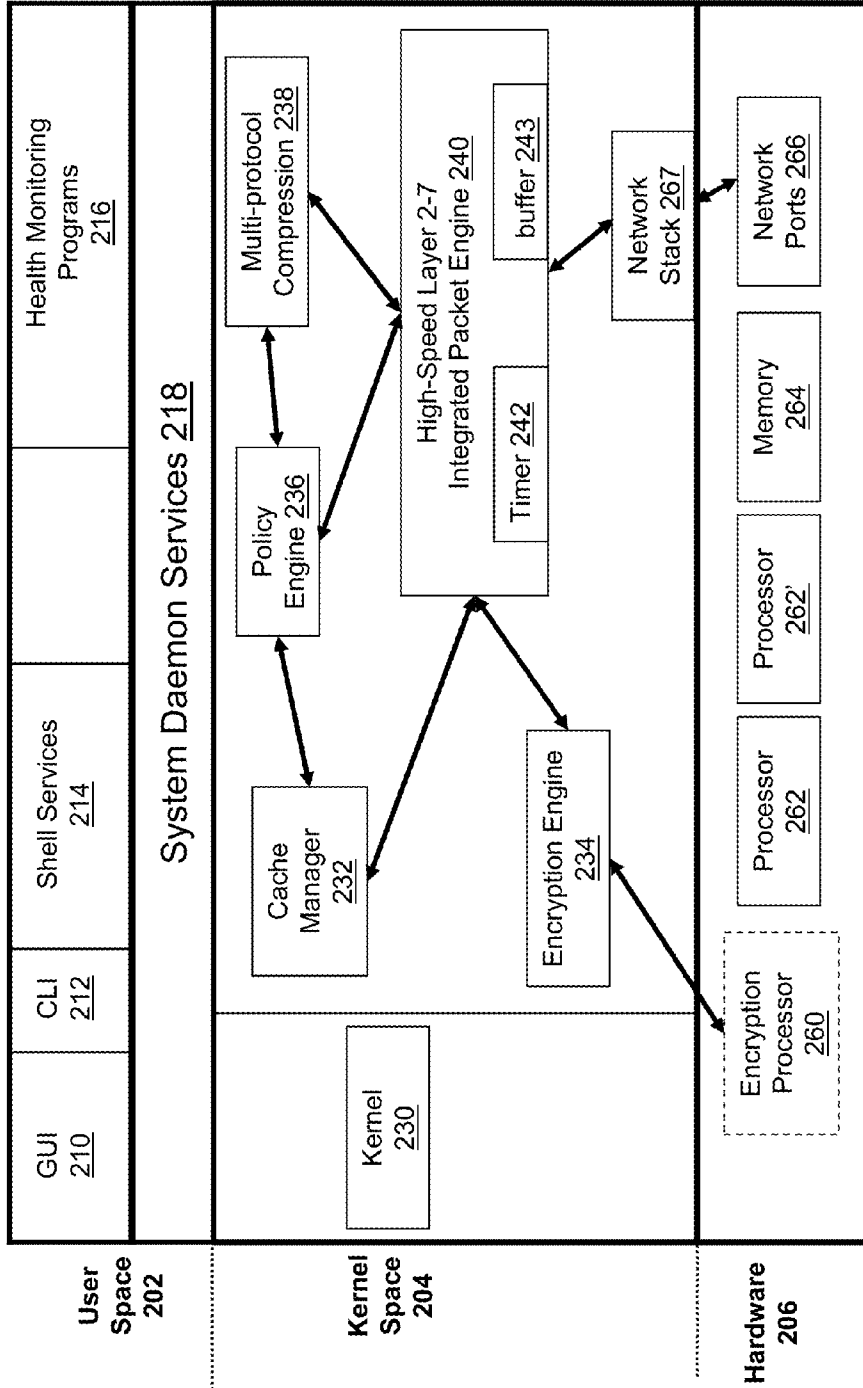 User
Space
202
GUI
210
CLI
212
Shell Services
214
Health Monitoring
Programs
216
System Daemon Services 218
Kernel
Space
204
Kernel
230
Cache
Manager
232
Policy
Engine 236
Multi-protocol
Compression 238
High-Speed Layer 2-7
Integrated Packet Engine 240
Timer 242
buffer 243
Encryption Engine
234
Network
Stack 267
Hardware
206
Encryption
Processor
260
Processor
262
Processor
262'
Memory
264
Network
Ports 266